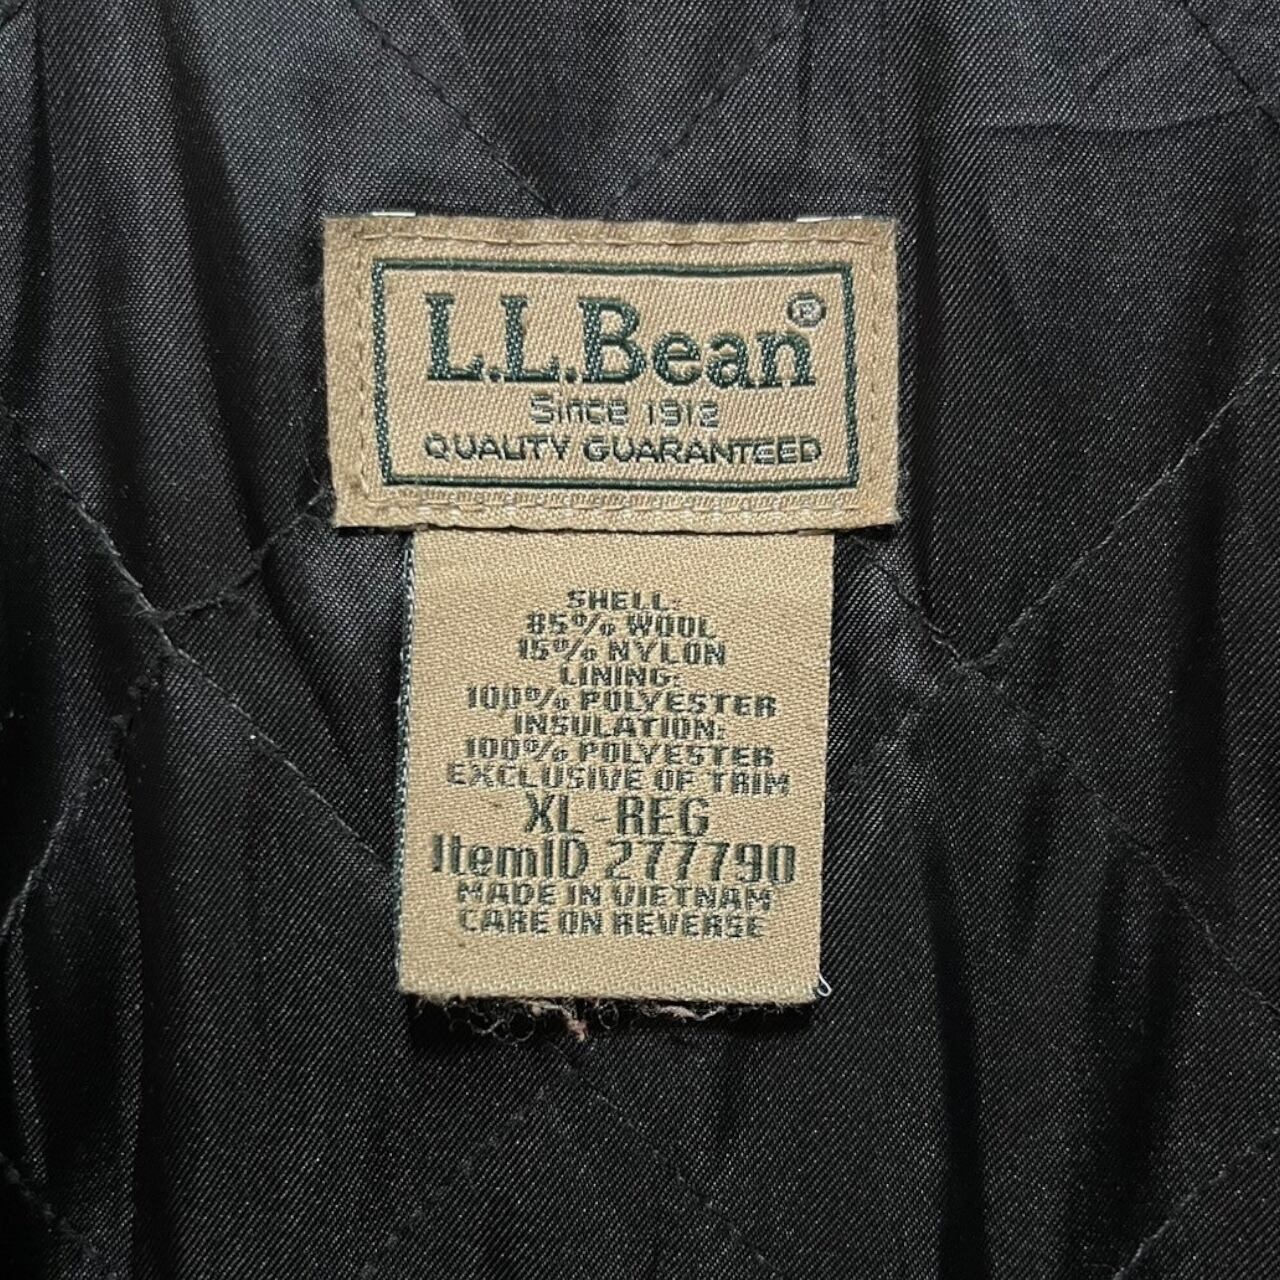 L.L.Bean®
Since 1912
QUALITY GUARANTEED
SHELL:
85% WOOL
15% NYLON
LINING:
100% POLYESTER
INSULATION:
100% POLYESTER
EXCLUSIVE OF TRIM
XL-REG
ItemID 277790
MADE IN VIETNAM
CARE ON REVERSE